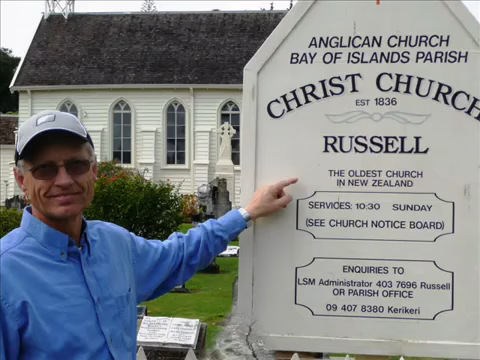 ANGLICAN CHURCH
BAY OF ISLANDS PARISH
CHRIST CHURCH
EST 1836
RUSSELL
THE OLDEST CHURCH
IN NEW ZEALAND
SERVICES: 10:30 SUNDAY
(SEE CHURCH NOTICE BOARD)
ENQUIRIES TO
LSM Administrator 403 7696 Russell
OR PARISH OFFICE
09 407 8380 Kerikeri